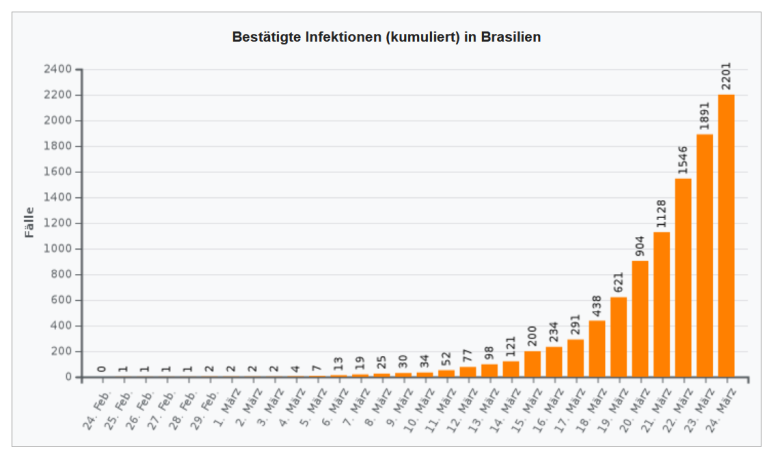 Bestätigte Infektionen (kumuliert) in Brasilien
Fälle
2400
2200
2000
1800
1600
1400
1200
1000
800
600
400
200
0
0
1
1
1
1
2
2
2
2
4
7
13
19
25
30
34
52
77
98
121
200
234
291
438
621
904
1128
1546
1891
2201
24. Feb.
25. Feb.
26. Feb.
27. Feb.
28. Feb.
29. Feb.
1. März
2. März
3. März
4. März
5. März
6. März
7. März
8. März
9. März
10. März
11. März
12. März
13. März
14. März
15. März
16. März
17. März
18. März
19. März
20. März
21. März
22. März
23. März
24. März